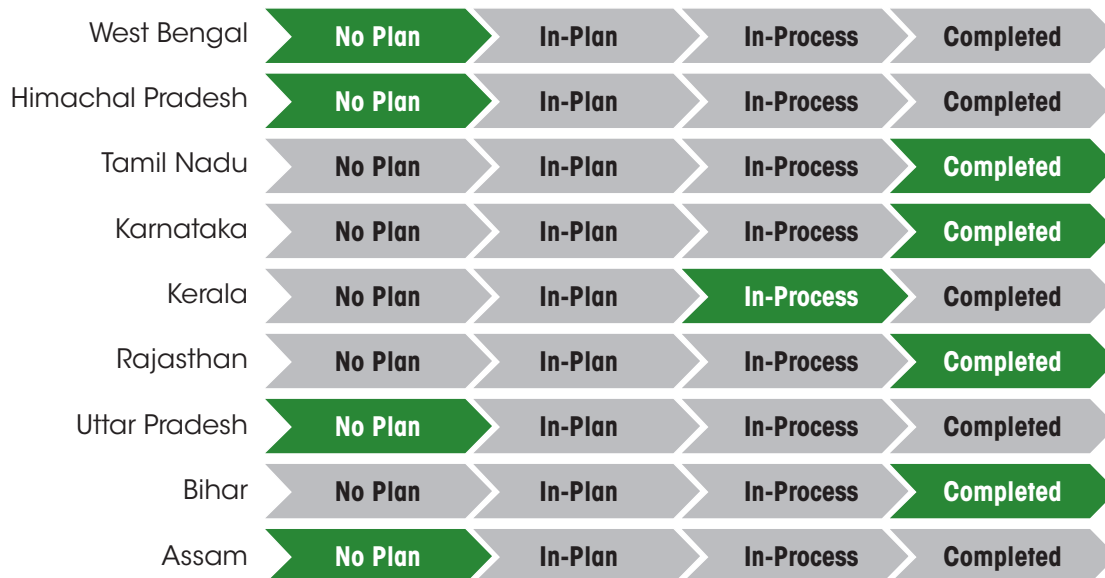 West Bengal No Plan In-Plan In-Process Completed
Himachal Pradesh No Plan In-Plan In-Process Completed
Tamil Nadu No Plan In-Plan In-Process Completed
Karnataka No Plan In-Plan In-Process Completed
Kerala No Plan In-Plan In-Process Completed
Rajasthan No Plan In-Plan In-Process Completed
Uttar Pradesh No Plan In-Plan In-Process Completed
Bihar No Plan In-Plan In-Process Completed
Assam No Plan In-Plan In-Process Completed